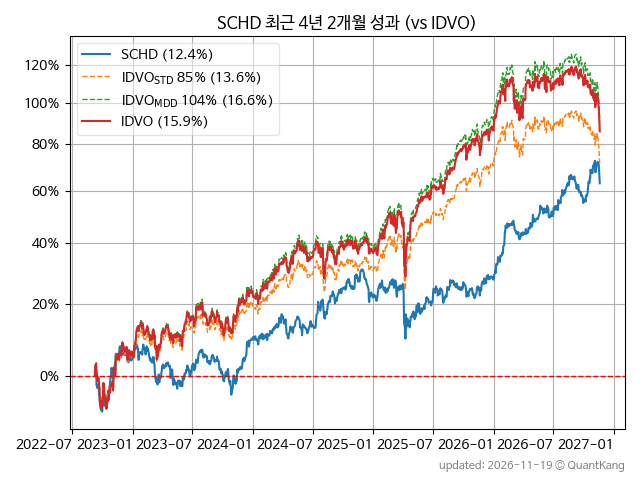 SCHD 최근 4년 2개월 성과 (vs IDVO)
SCHD (12.4%)
IDVO_STD 85% (13.6%)
IDVO_MDD 104% (16.6%)
IDVO (15.9%)
120%
100%
80%
60%
40%
20%
0%
2022-07 2023-01 2023-07 2024-01 2024-07 2025-01 2025-07 2026-01 2026-07 2027-01
updated: 2026-11-19 © QuantKang